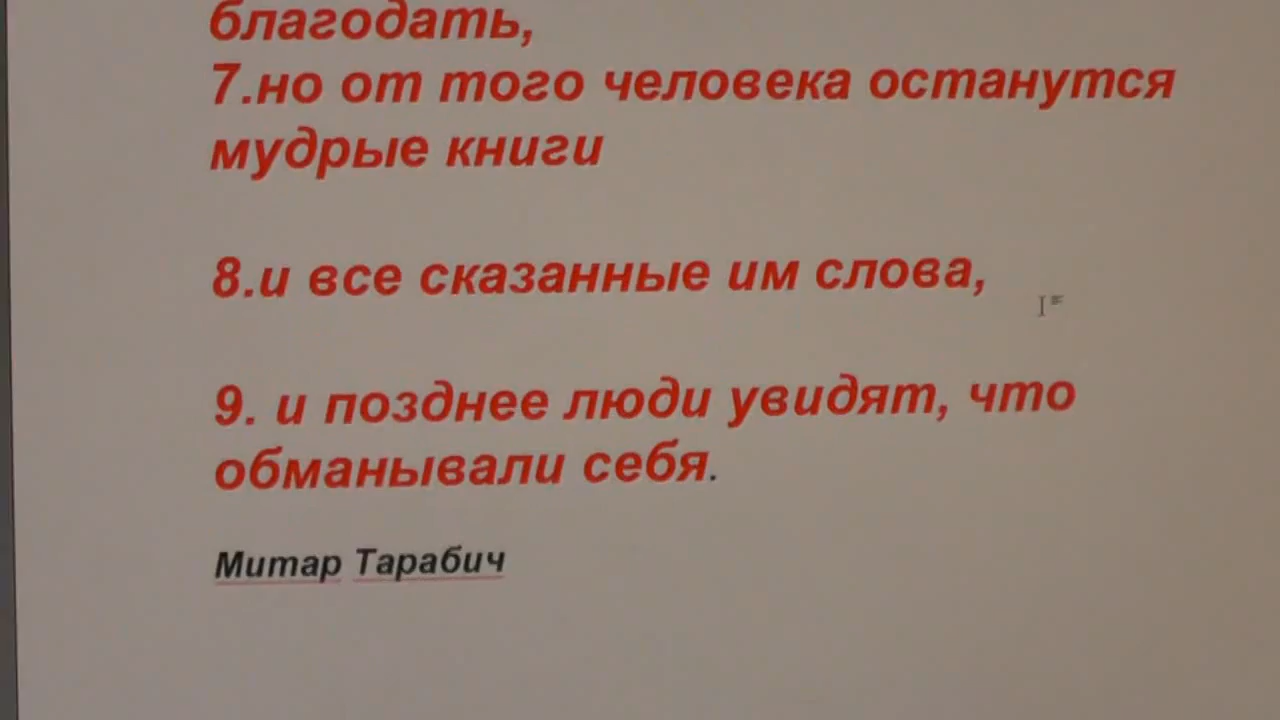 благодать,
7.но от того человека останутся
мудрые книги
8.и все сказанные им слова,
9. и позднее люди увидят, что
обманывали себя.
Митар Тарабич